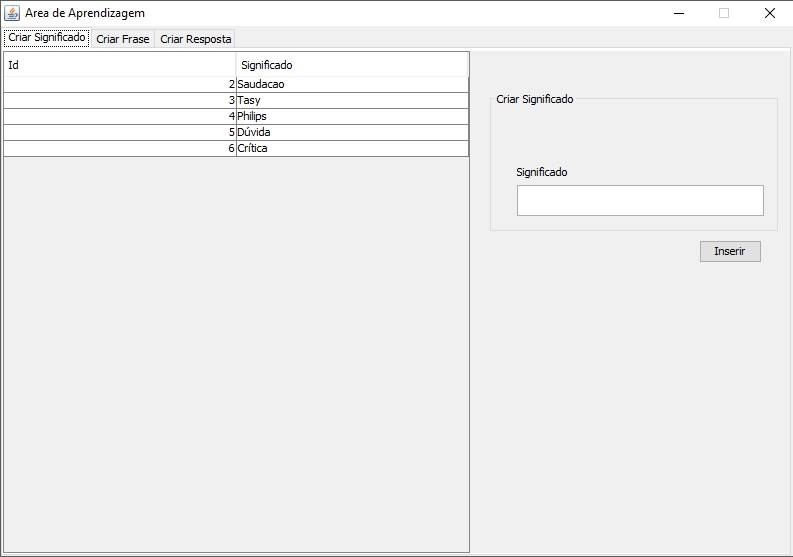 Area de Aprendizagem
Criar Significado Criar Frase Criar Resposta
Id Significado
2 Saudacao
3 Tasy
4 Philips
5 Dúvida
6 Crítica
Criar Significado
Significado
Inserir